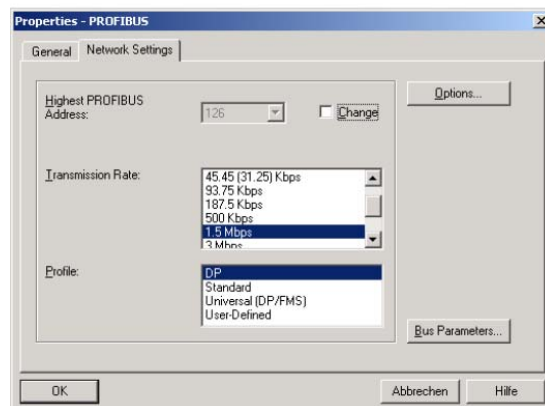 Properties - PROFIBUS
General
Network Settings
Highest PROFIBUS
Address:
126
Change
Options...
Transmission Rate:
45.45 (31.25) Kbps
93.75 Kbps
187.5 Kbps
500 Kbps
1.5 Mbps
3 Mbps
Profile:
DP
Standard
Universal (DP/FMS)
User-Defined
Bus Parameters...
OK
Abbrechen
Hilfe